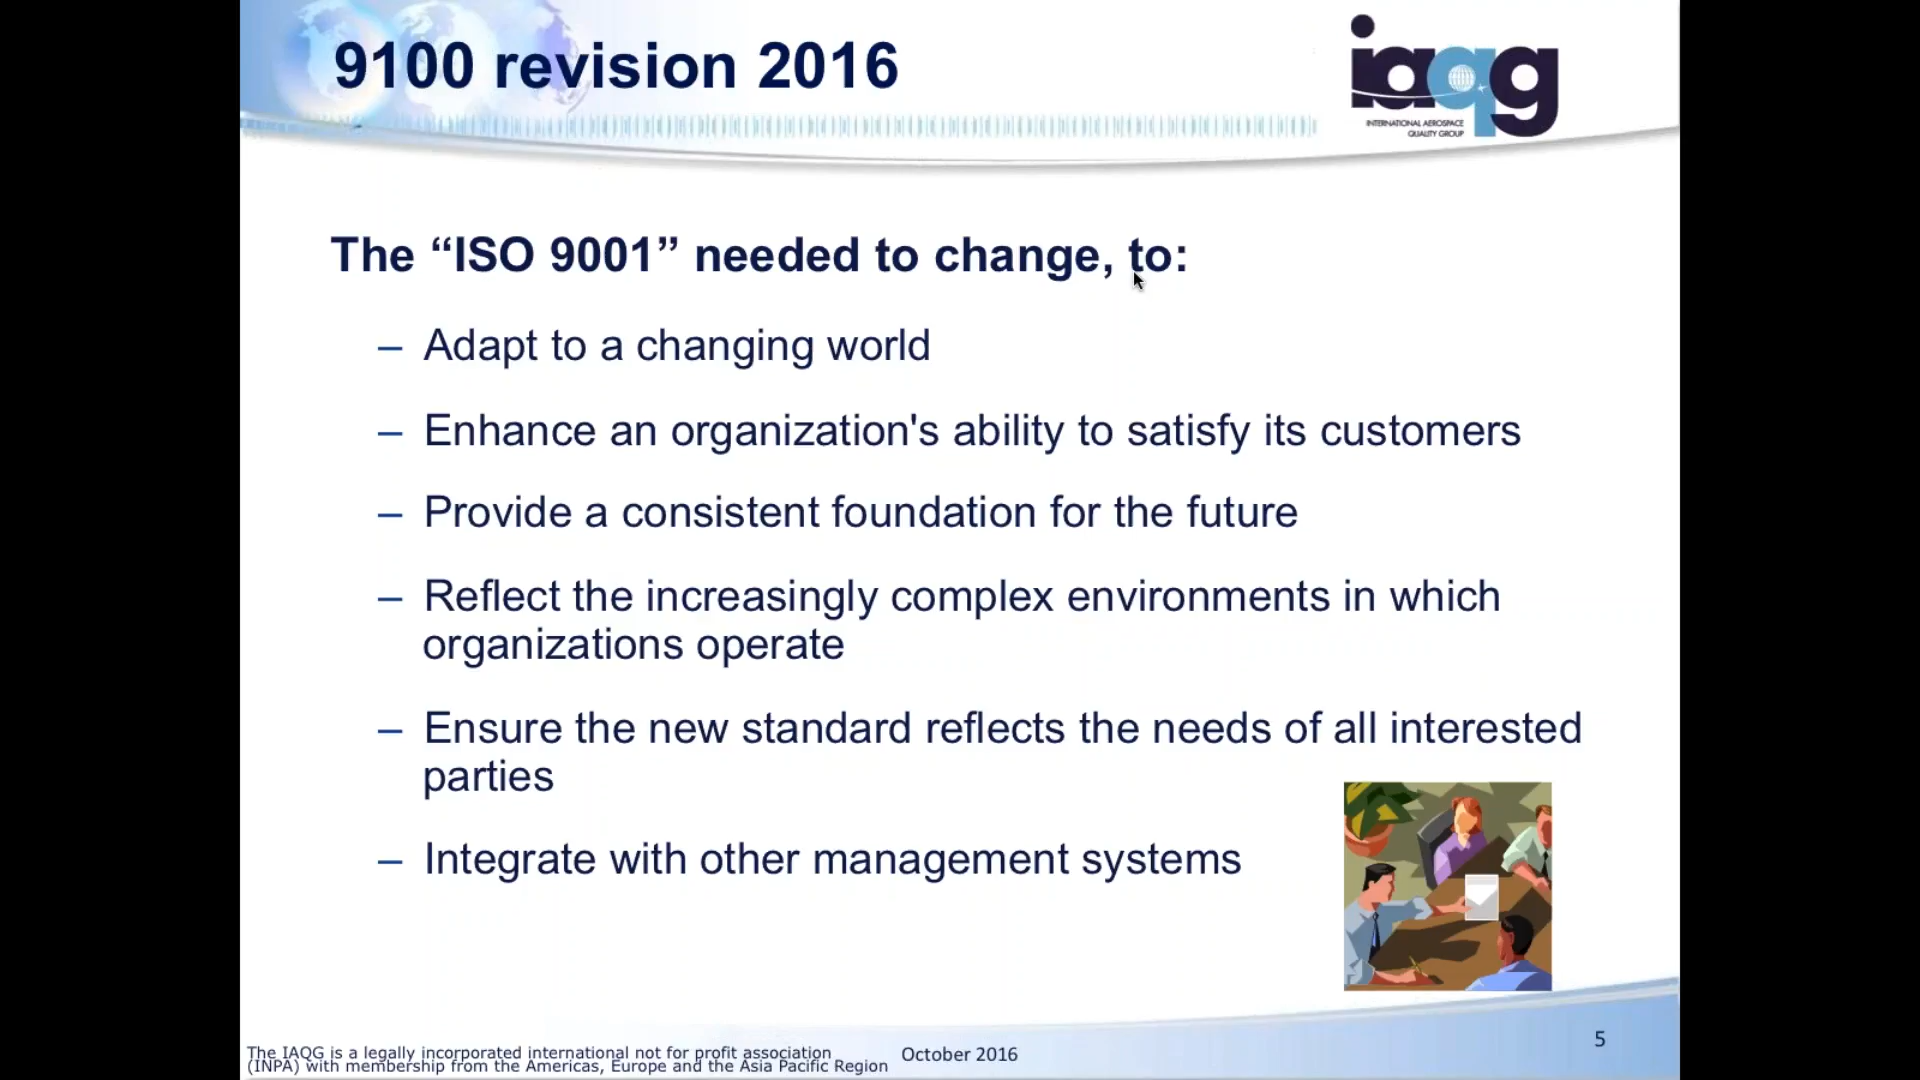 9100 revision 2016
iaqg
INTERNATIONAL AEROSPACE
QUALITY GROUP
The “ISO 9001” needed to change, to:
– Adapt to a changing world
– Enhance an organization's ability to satisfy its customers
– Provide a consistent foundation for the future
– Reflect the increasingly complex environments in which
organizations operate
– Ensure the new standard reflects the needs of all interested
parties
– Integrate with other management systems
The IAQG is a legally incorporated international not for profit association
(INPA) with membership from the Americas, Europe and the Asia Pacific Region
October 2016
5